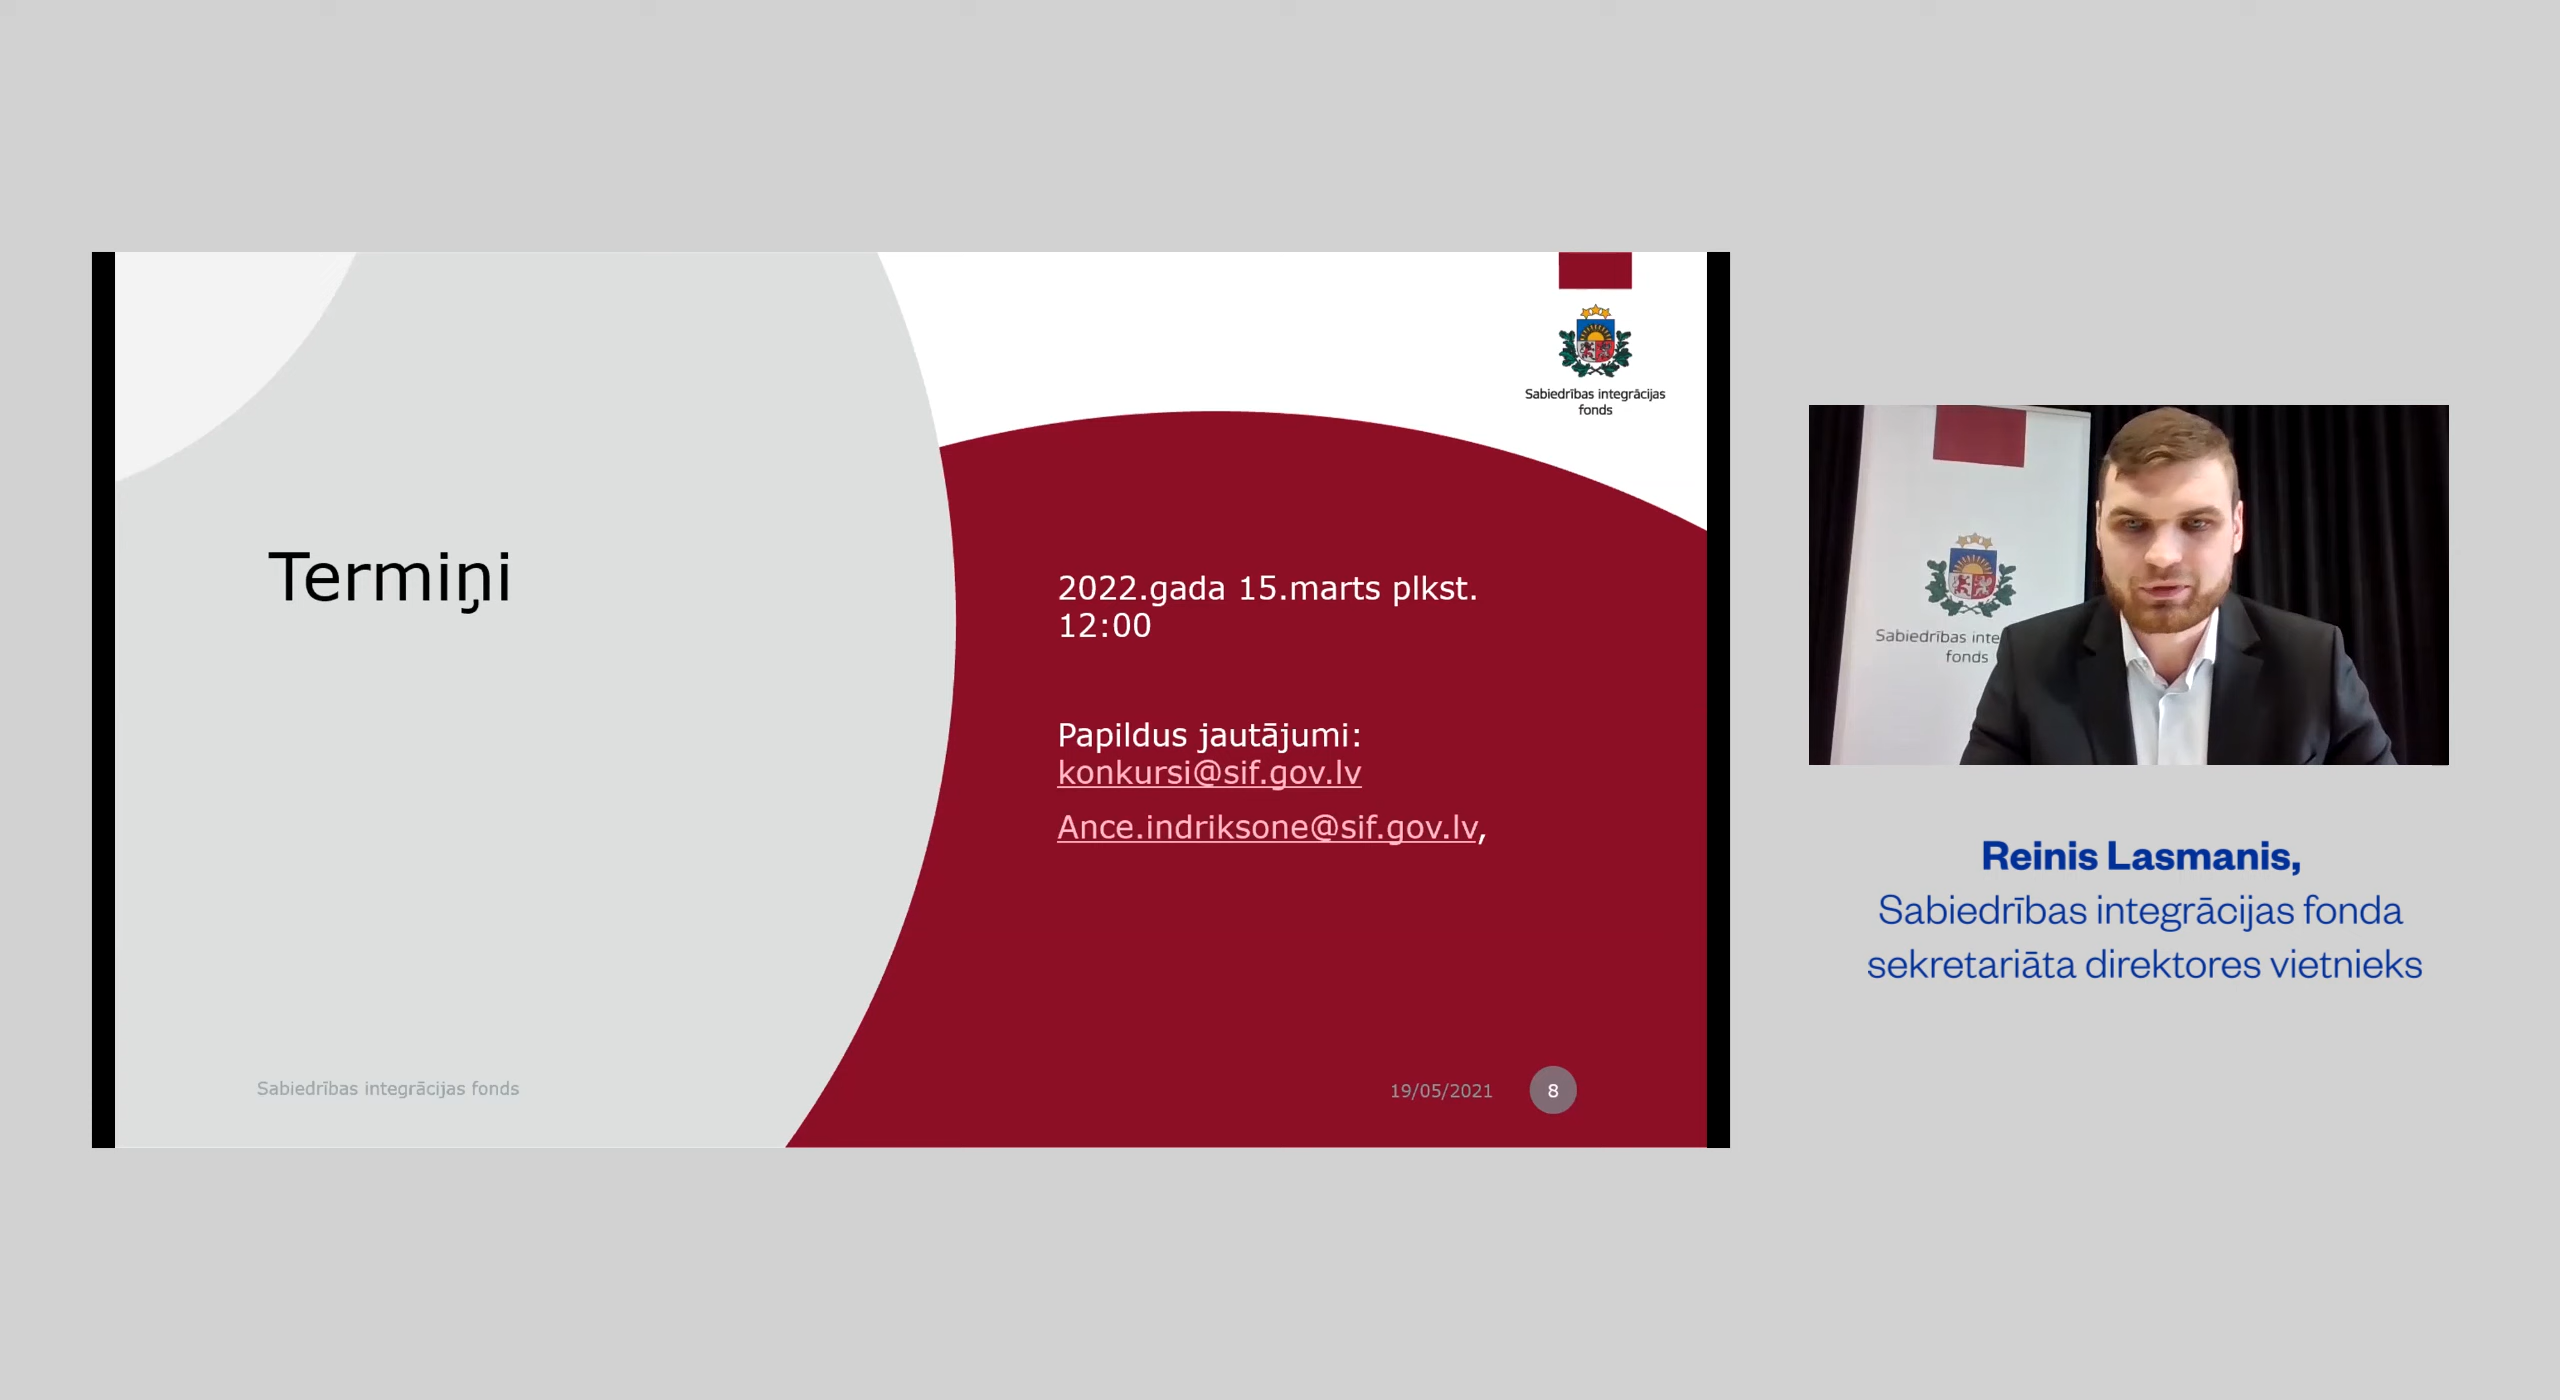 Sabiedrības integrācijas
fonds
Termiņi
2022.gada 15.marts plkst.
12:00
Papildus jautājumi:
konkursi@sif.gov.lv
Ance.indriksone@sif.gov.lv,
Sabiedrības integrācijas fonds
19/05/2021
8
Sabiedrības inte
fonds
Reinis Lasmanis,
Sabiedrības integrācijas fonda
sekretariāta direktores vietnieks